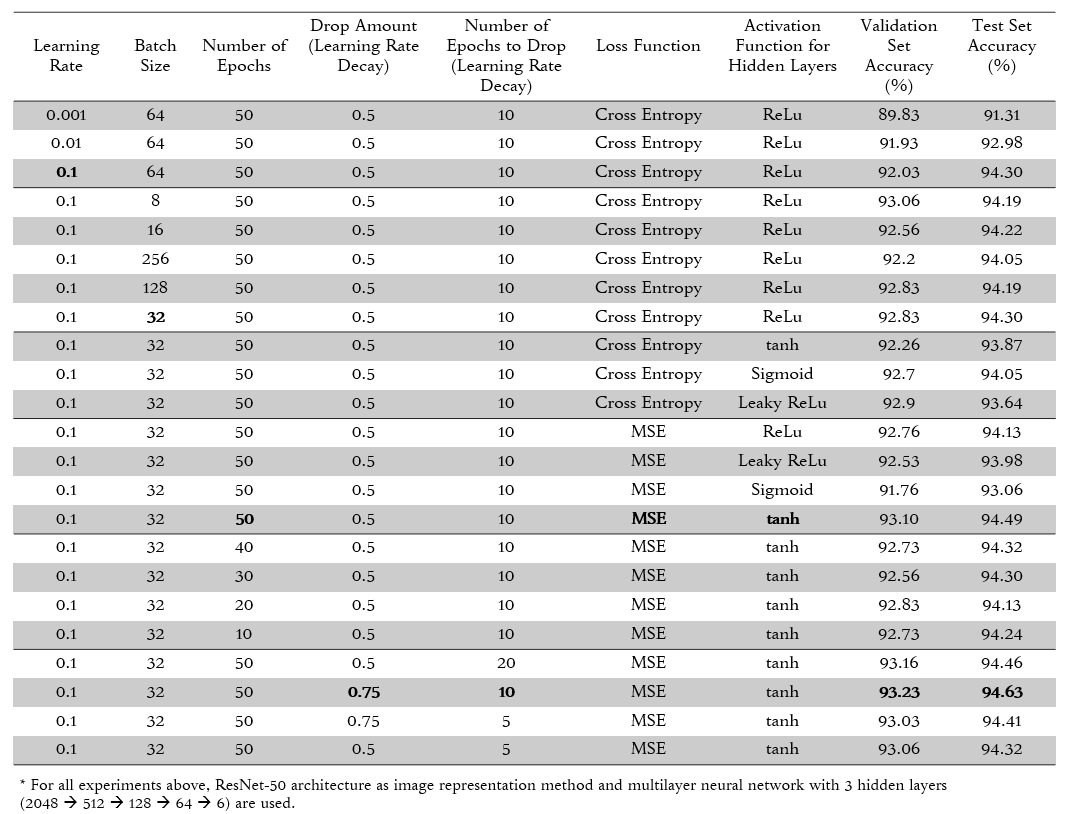 Learning Rate | Batch Size | Number of Epochs | Drop Amount (Learning Rate Decay) | Number of Epochs to Drop (Learning Rate Decay) | Loss Function | Activation Function for Hidden Layers | Validation Set Accuracy (%) | Test Set Accuracy (%)
0.001 64 50 0.5 10 Cross Entropy ReLu 89.83 91.31
0.01 64 50 0.5 10 Cross Entropy ReLu 91.93 92.98
0.1 64 50 0.5 10 Cross Entropy ReLu 92.03 94.30
0.1 8 50 0.5 10 Cross Entropy ReLu 93.06 94.19
0.1 16 50 0.5 10 Cross Entropy ReLu 92.56 94.22
0.1 256 50 0.5 10 Cross Entropy ReLu 92.2 94.05
0.1 128 50 0.5 10 Cross Entropy ReLu 92.83 94.19
0.1 32 50 0.5 10 Cross Entropy ReLu 92.83 94.30
0.1 32 50 0.5 10 Cross Entropy tanh 92.26 93.87
0.1 32 50 0.5 10 Cross Entropy Sigmoid 92.7 94.05
0.1 32 50 0.5 10 Cross Entropy Leaky ReLu 92.9 93.64
0.1 32 50 0.5 10 MSE ReLu 92.76 94.13
0.1 32 50 0.5 10 MSE Leaky ReLu 92.53 93.98
0.1 32 50 0.5 10 MSE Sigmoid 91.76 93.06
0.1 32 50 0.5 10 MSE tanh 93.10 94.49
0.1 32 40 0.5 10 MSE tanh 92.73 94.32
0.1 32 30 0.5 10 MSE tanh 92.56 94.30
0.1 32 20 0.5 10 MSE tanh 92.83 94.13
0.1 32 10 0.5 10 MSE tanh 92.73 94.24
0.1 32 50 0.5 20 MSE tanh 93.16 94.46
0.1 32 50 0.75 10 MSE tanh 93.23 94.63
0.1 32 50 0.75 5 MSE tanh 93.03 94.41
0.1 32 50 0.5 5 MSE tanh 93.06 94.32
* For all experiments above, ResNet-50 architecture as image representation method and multilayer neural network with 3 hidden layers
(2048 → 512 → 128 → 64 → 6) are used.